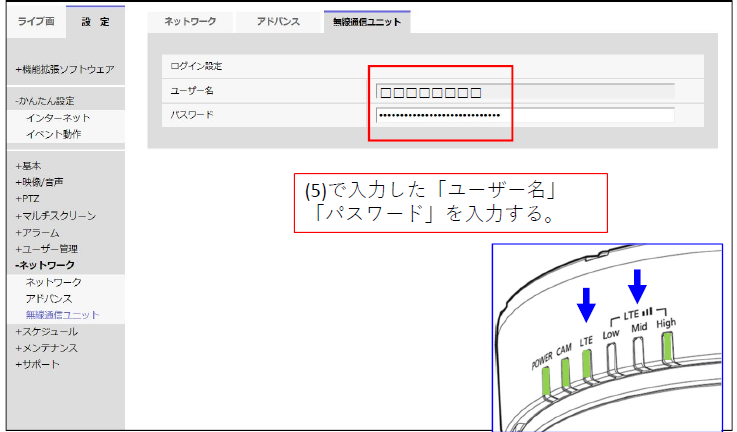 ライブ画
設 定
ネットワーク
アドバンス
無線通信ユニット
+機能拡張ソフトウェア
-かんたん設定
インターネット
イベント動作
+基本
+映像/音声
+PTZ
+マルチスクリーン
+アラーム
+ユーザー管理
-ネットワーク
ネットワーク
アドバンス
無線通信ユニット
+スケジュール
+メンテナンス
+サポート
ログイン設定
ユーザー名
□□□□□□□□
パスワード
••••••••••••••••••••••••••••
(5)で入力した「ユーザー名」
「パスワード」を入力する。
LTE
POWER CAM LTE Low Mid High